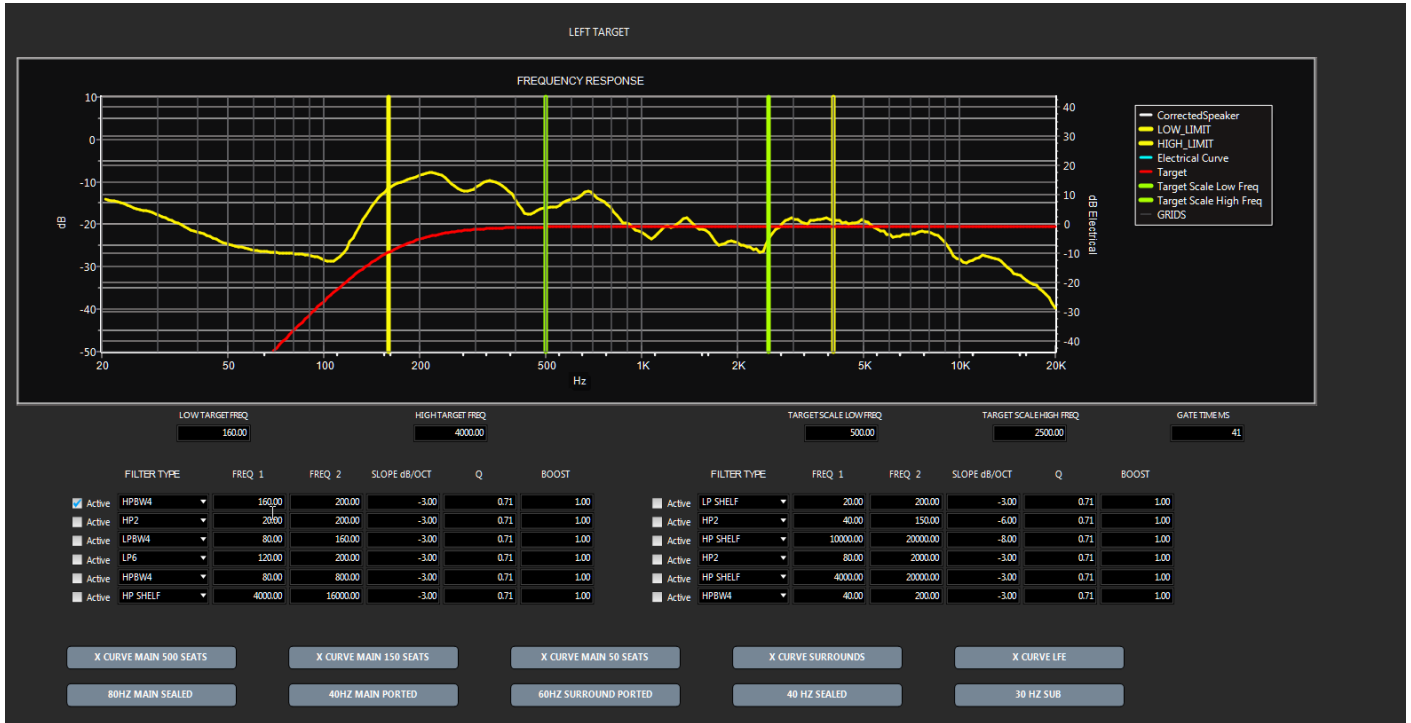 LEFT TARGET
FREQUENCY RESPONSE
10
0
-10
-20
-30
-40
-50
dB
40
30
20
10
0
-10
-20
-30
-40
dB Electrical
20 50 100 200 500 1K 2K 5K 10K 20K
Hz
CorrectedSpeaker
LOW_LIMIT
HIGH_LIMIT
Electrical Curve
Target
Target Scale Low Freq
Target Scale High Freq
GRIDS
LOW TARGET FREQ HIGH TARGET FREQ TARGET SCALE LOW FREQ TARGET SCALE HIGH FREQ GATE TIME MS
160.00 4000.00 500.00 2500.00 41
FILTER TYPE FREQ 1 FREQ 2 SLOPE dB/OCT Q BOOST FILTER TYPE FREQ 1 FREQ 2 SLOPE dB/OCT Q BOOST
Active HPBW4 160.00 200.00 -3.00 0.71 1.00 Active LP SHELF 20.00 200.00 -3.00 0.71 1.00
Active HP2 20.00 200.00 -3.00 0.71 1.00 Active HP2 40.00 150.00 -6.00 0.71 1.00
Active LPBW4 80.00 160.00 -3.00 0.71 1.00 Active HP SHELF 10000.00 20000.00 -8.00 0.71 1.00
Active LP6 120.00 200.00 -3.00 0.71 1.00 Active HP2 80.00 2000.00 -3.00 0.71 1.00
Active HPBW4 80.00 800.00 -3.00 0.71 1.00 Active HP SHELF 4000.00 20000.00 -3.00 0.71 1.00
Active HP SHELF 4000.00 16000.00 -3.00 0.71 1.00 Active HPBW4 40.00 200.00 -3.00 0.71 1.00
X CURVE MAIN 500 SEATS X CURVE MAIN 150 SEATS X CURVE MAIN 50 SEATS X CURVE SURROUNDS X CURVE LFE
80HZ MAIN SEALED 40HZ MAIN PORTED 60HZ SURROUND PORTED 40 HZ SEALED 30 HZ SUB